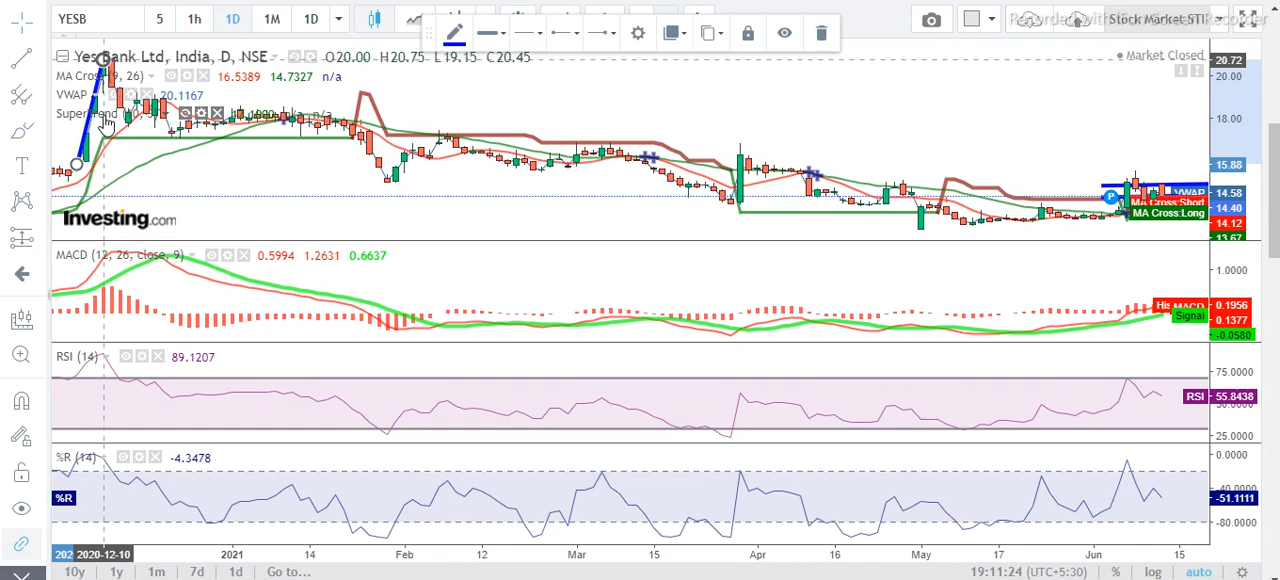 YESB 5 1h 1D 1M 1D Stock Market STI
Yes Bank Ltd, India, D, NSE O20.00 H20.75 L19.15 C20.45
Market Closed
MA Cross (9, 26) 16.5389 14.7327 n/a
VWAP 20.1167
SuperTrend n/a
20.72
20.00
18.00
15.88
VWAP 14.58
14.40
MA Cross:Short 14.12
MA Cross:Long
13.67
P
Investing.com
MACD (12, 26, close, 9) 0.5994 1.2631 0.6637
1.0000
MACD 0.1956
0.1377
Signal -0.0580
RSI (14) 89.1207
75.0000
RSI 55.8438
25.0000
%R (14) -4.3478
0.0000
-40.0000
%R -51.1111
-80.0000
2020-12-10 2021 14 Feb 12 Mar 15 Apr 16 May 17 Jun 15
10y 1y 1m 7d 1d Go to... 19:11:24 (UTC+5:30) % log auto